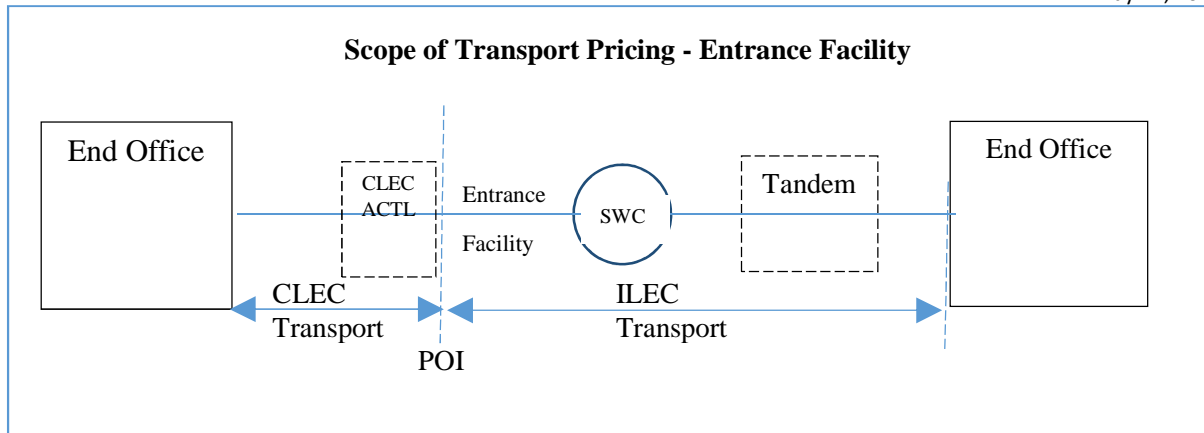 Scope of Transport Pricing - Entrance Facility
End Office
CLEC
ACTL
Entrance
Facility
SWC
Tandem
End Office
CLEC
Transport
ILEC
Transport
POI